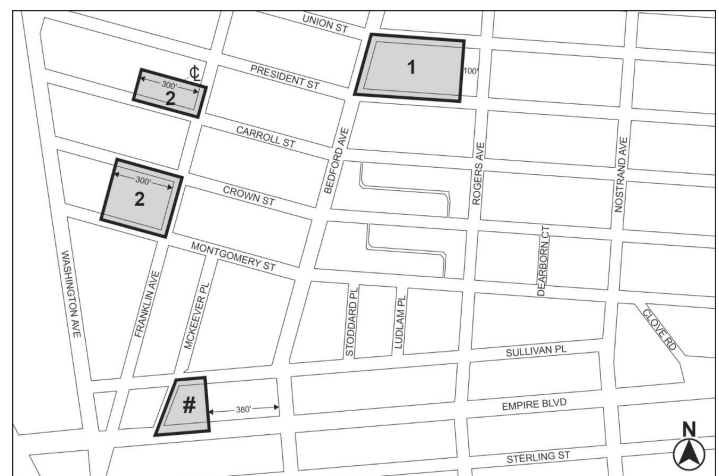 UNION ST
1
100'
℄
300'
2
PRESIDENT ST
CARROLL ST
BEDFORD AVE
ROGERS AVE
NOSTRAND AVE
300'
2
CROWN ST
MONTGOMERY ST
WASHINGTON AVE
FRANKLIN AVE
MCKEEVER PL
STODDARD PL
LUDLAM PL
DEARBORN CT
CLOVE RD
SULLIVAN PL
#
380'
EMPIRE BLVD
STERLING ST
N